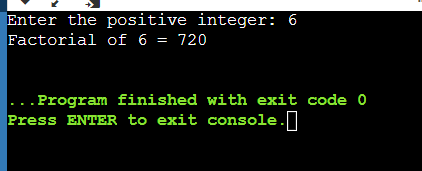 Enter the positive integer: 6
Factorial of 6 = 720
...Program finished with exit code 0
Press ENTER to exit console.